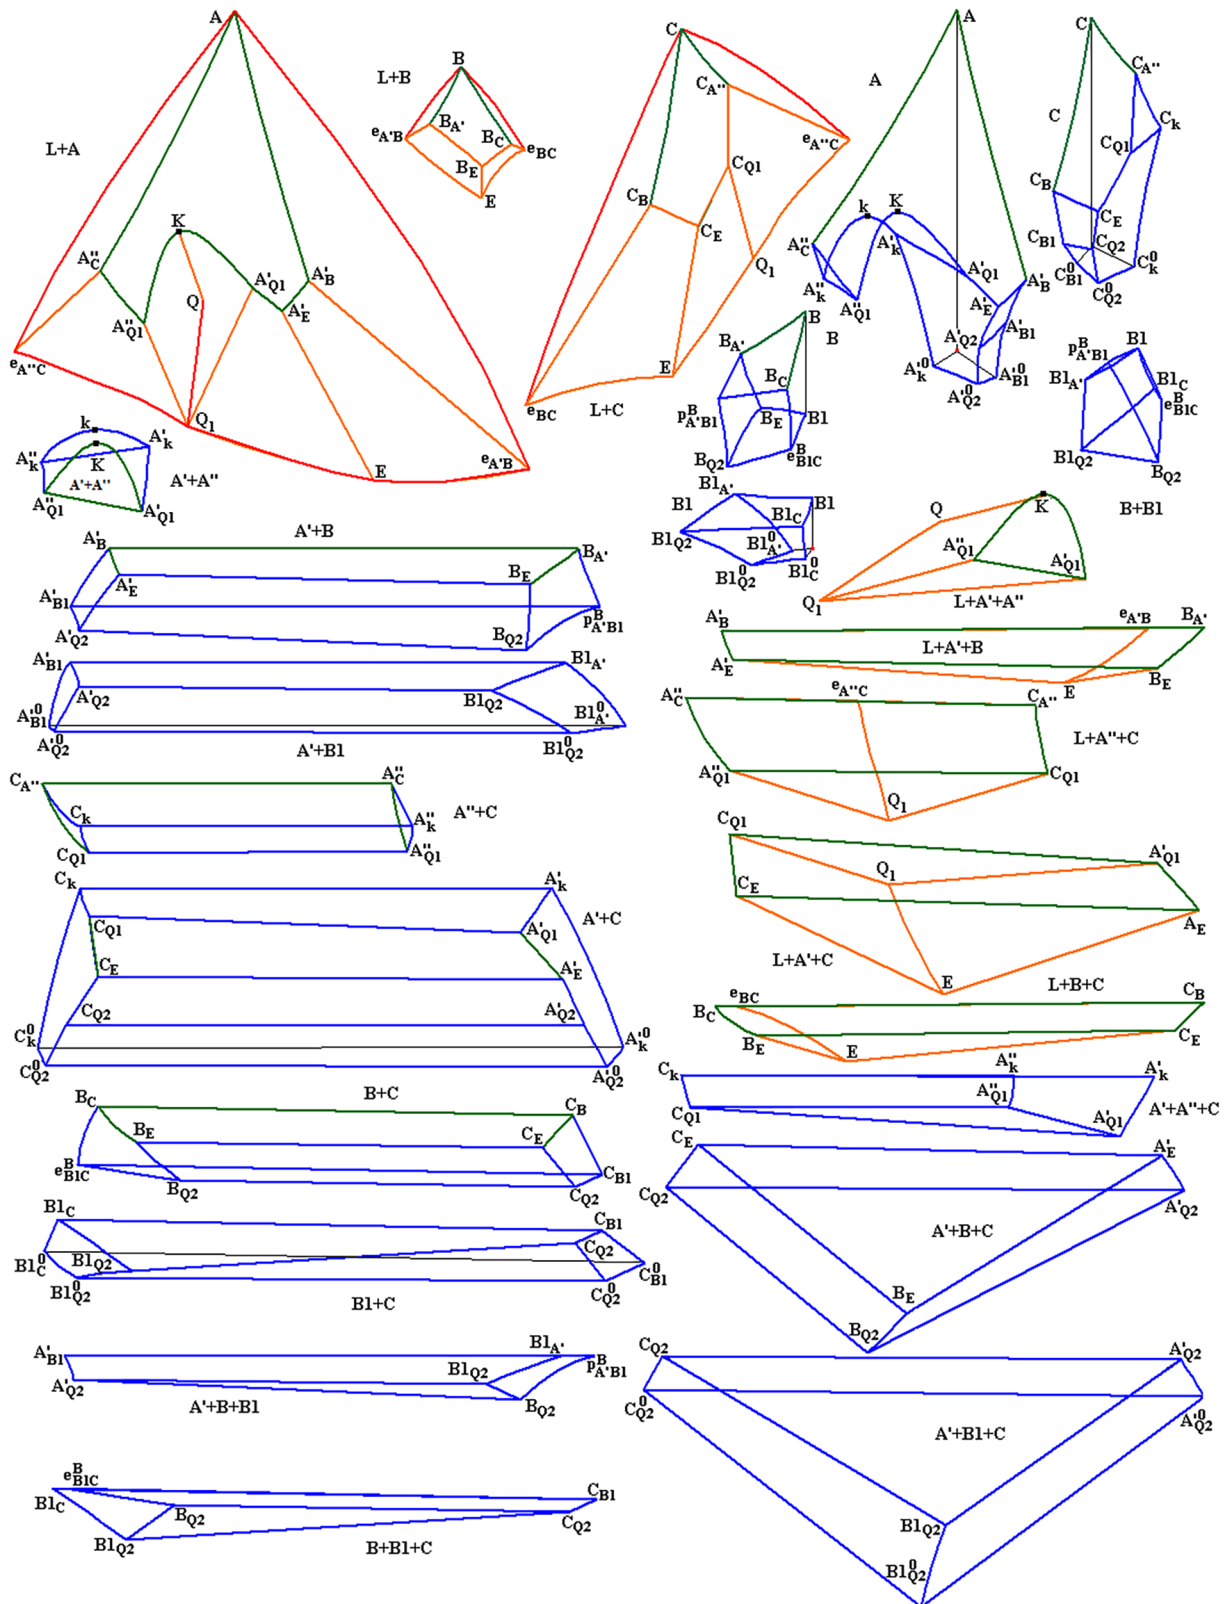 A
L+A
A''C
K
A''Q1
Q
A'Q1
A'B
A'E
eA''C
Q1
E
eA'B
L+B
B
eA'B
BA'
BC
eBC
BE
E
C
CA''
eA''C
CQ1
CB
CE
Q1
E
eBC
L+C
A
A
A''C
k
K
A'k
A''k
A''Q1
A'Q1
A'E
A'B
A'B1
A'Q2
A'0k
A'0Q2
A'0B1
C
C
CA''
Ck
CQ1
CB
CE
CB1
CQ2
C0B1
C0k
C0Q2
k
A''k
A'k
K
A'+A''
A''Q1
A'Q1
A'+A''
B
B
BA'
BC
pBA'B1
BE
B1
BQ2
eBB1C
pBA'B1
B1
B1A'
B1C
eBB1C
B1Q2
BQ2
B+B1
B1
B1A'
B1
B1C
B1Q2
B10A'
B10Q2
B10C
Q
K
A''Q1
A'Q1
Q1
L+A'+A''
A'+B
A'B
BA'
A'E
BE
A'B1
pBA'B1
A'Q2
BQ2
A'B1
B1A'
A'Q2
B1Q2
A'0B1
B10A'
A'0Q2
A'+B1
B10Q2
A'B
eA'B
BA'
L+A'+B
A'E
E
BE
A''C
eA''C
CA''
L+A''+C
A''Q1
CQ1
Q1
CA''
A''C
A''+C
Ck
A''k
CQ1
A''Q1
CQ1
Q1
A'Q1
CE
AE
L+A'+C
E
Ck
A'k
A'+C
CQ1
A'Q1
CE
A'E
CQ2
A'Q2
C0k
A'0k
C0Q2
A'0Q2
L+B+C
BC
eBC
CB
BE
E
CE
B+C
BC
CB
BE
CE
eBB1C
CB1
BQ2
CQ2
Ck
A''k
A'k
CQ1
A''Q1
A'Q1
A'+A''+C
CE
A'E
CQ2
A'Q2
A'+B+C
BE
BQ2
B1C
CB1
B1Q2
CQ2
B10C
C0B1
B10Q2
B1+C
C0Q2
A'B1
B1A'
pBA'B1
A'Q2
B1Q2
BQ2
A'+B+B1
CQ2
A'Q2
C0Q2
A'0Q2
A'+B1+C
B1Q2
B10Q2
eBB1C
B1C
CB1
BQ2
CQ2
B1Q2
B+B1+C